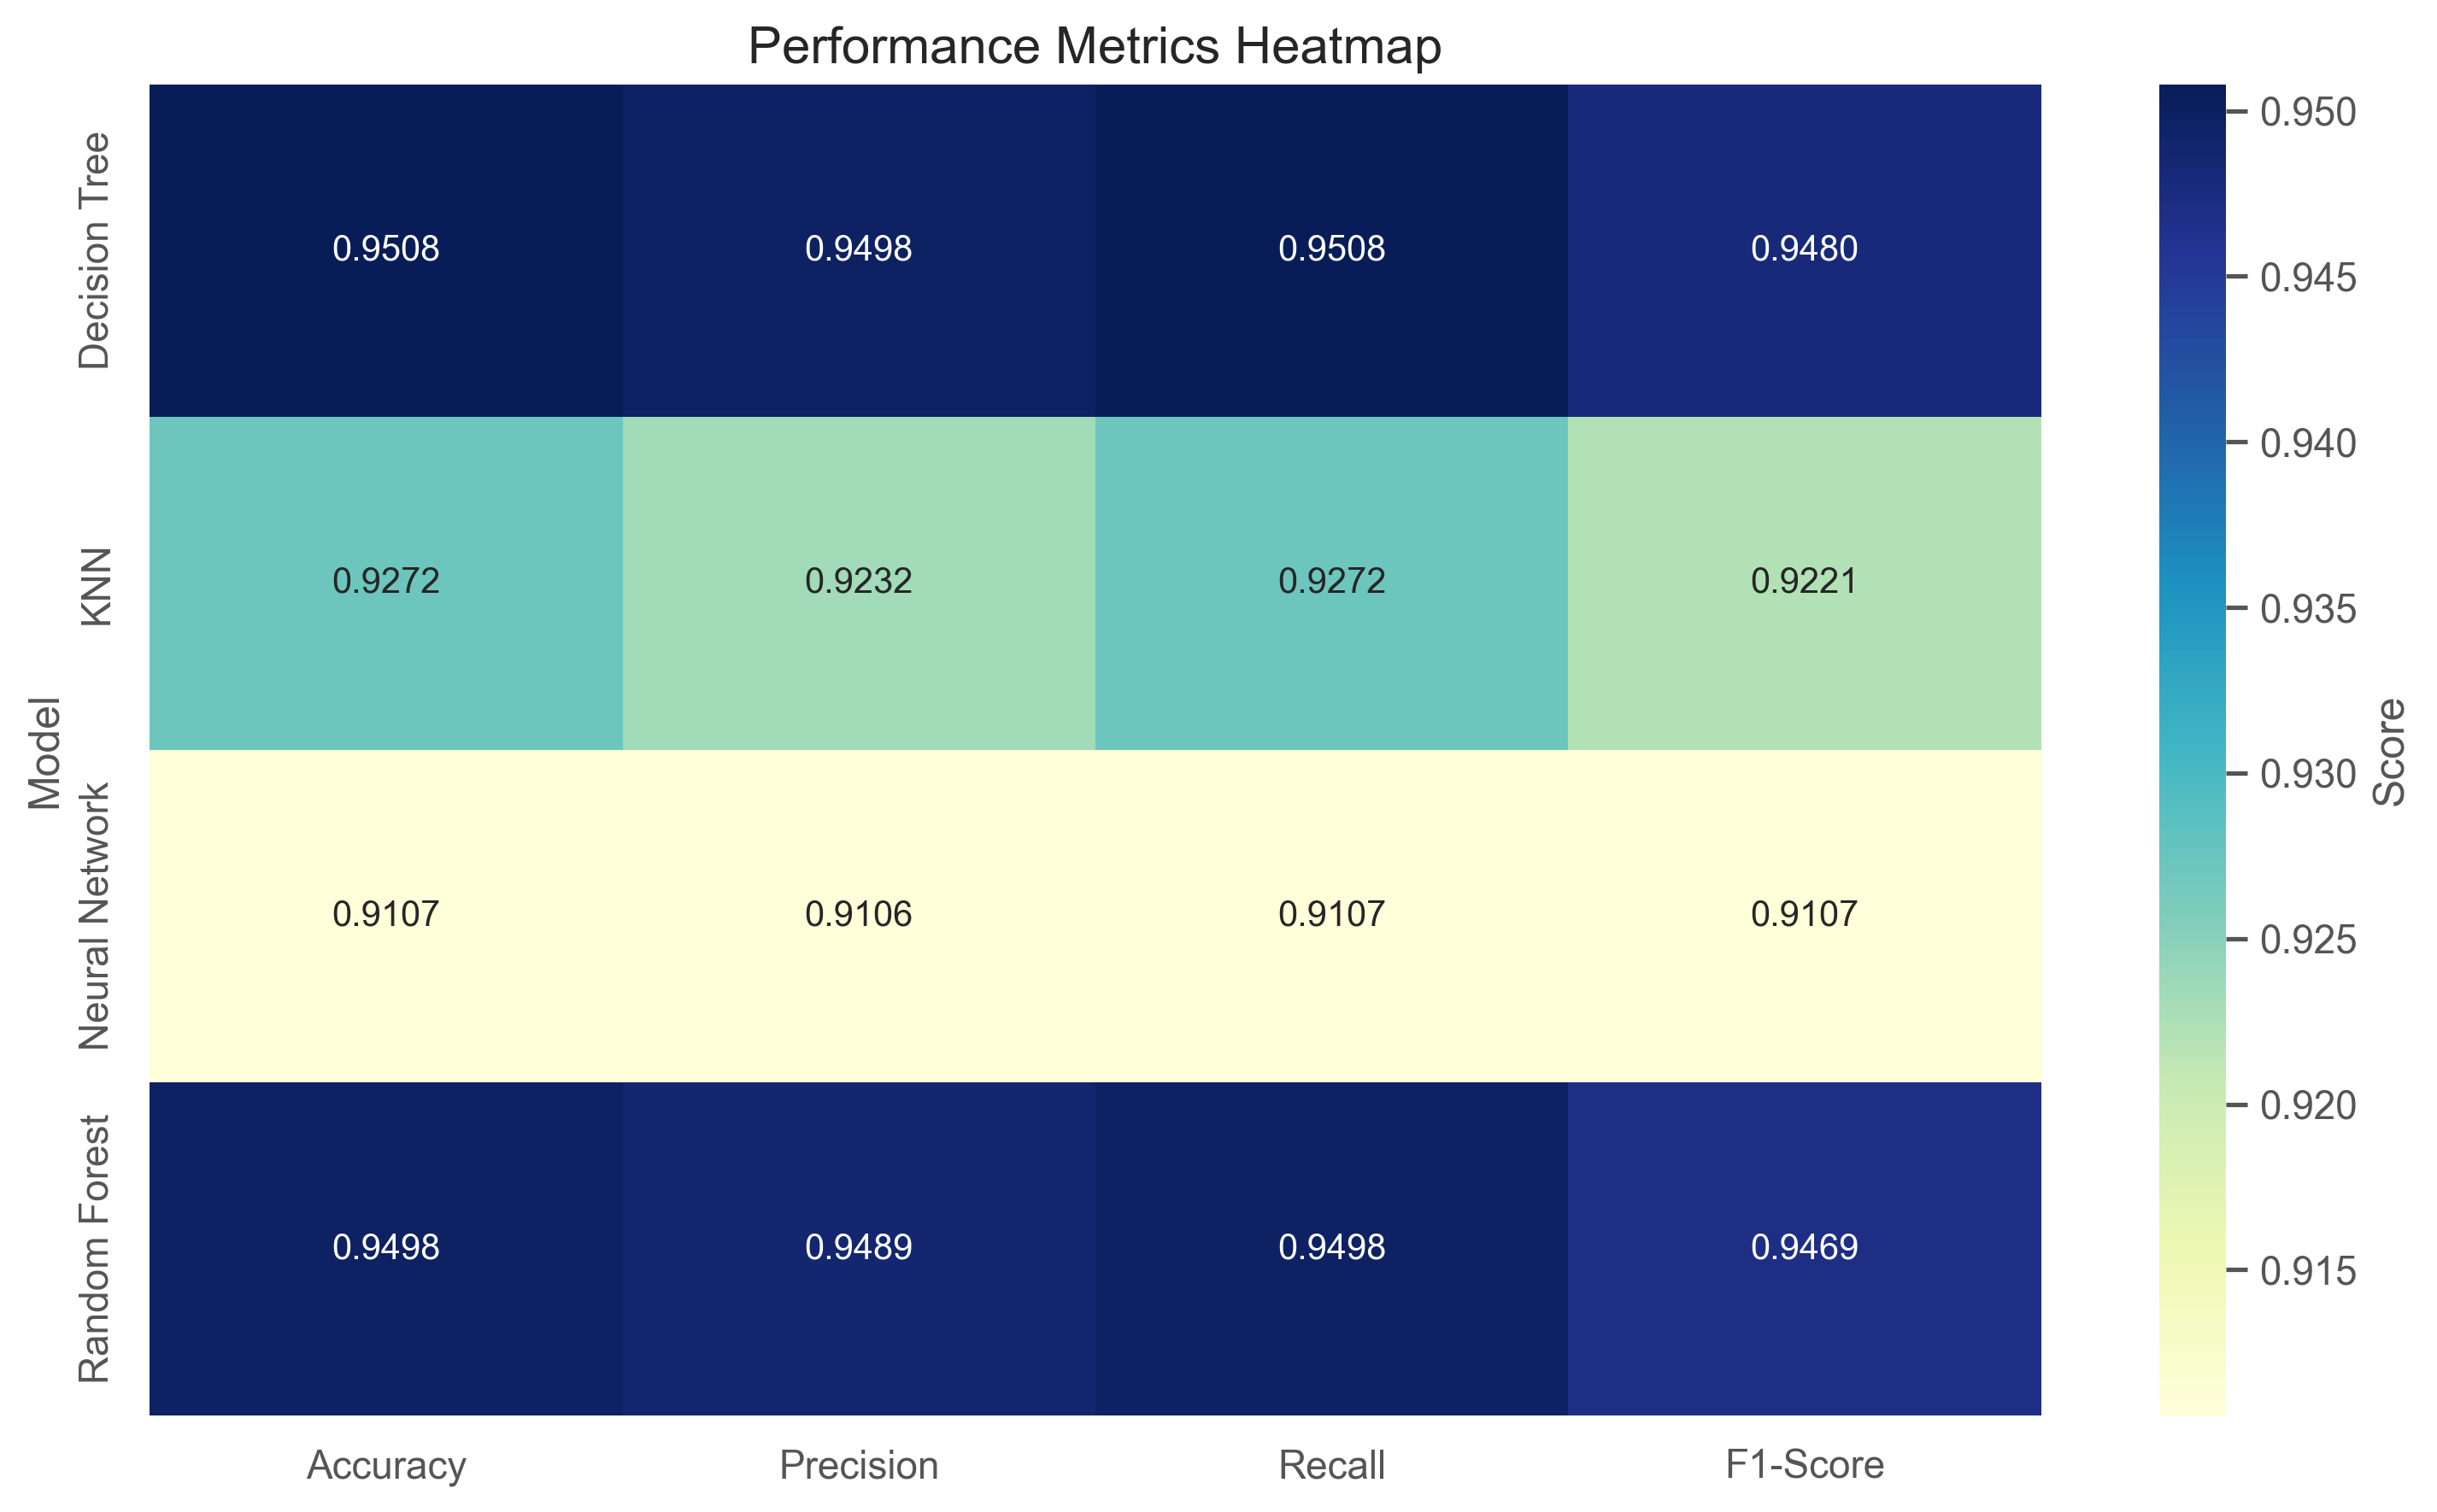 Performance Metrics Heatmap
Model
Decision Tree
0.9508 0.9498 0.9508 0.9480
KNN
0.9272 0.9232 0.9272 0.9221
Neural Network
0.9107 0.9106 0.9107 0.9107
Random Forest
0.9498 0.9489 0.9498 0.9469
Accuracy Precision Recall F1-Score
0.950
0.945
0.940
0.935
0.930
0.925
0.920
0.915
Score